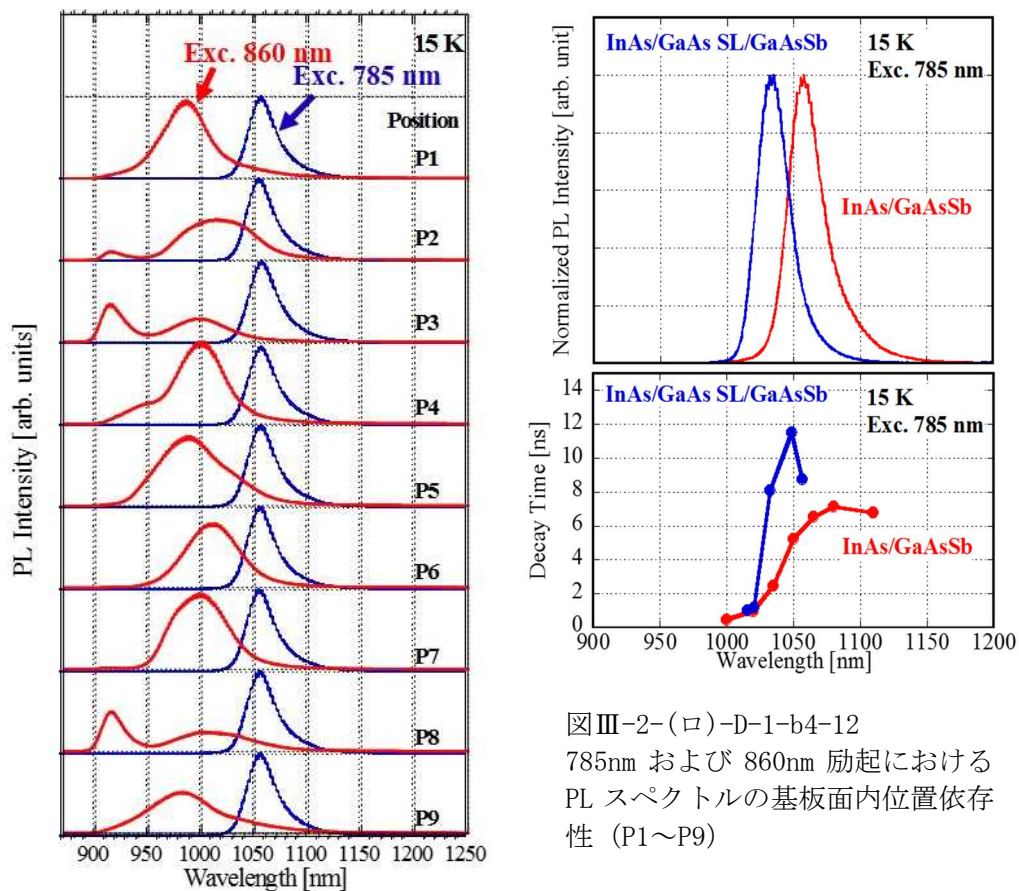 Exc. 860 nm
15 K
Exc. 785 nm
Position
P1
P2
P3
P4
P5
P6
P7
P8
P9
PL Intensity [arb. units]
900 950 1000 1050 1100 1150 1200 1250
Wavelength [nm]
InAs/GaAs SL/GaAsSb
15 K
Exc. 785 nm
InAs/GaAsSb
Normalized PL Intensity [arb. unit]
InAs/GaAs SL/GaAsSb
15 K
Exc. 785 nm
InAs/GaAsSb
Decay Time [ns]
14
12
10
8
6
4
2
0
900 950 1000 1050 1100 1150 1200
Wavelength [nm]
図Ⅲ-2-(ロ)-D-1-b4-12
785nm および 860nm 励起における
PL スペクトルの基板面内位置依存
性 (P1～P9)